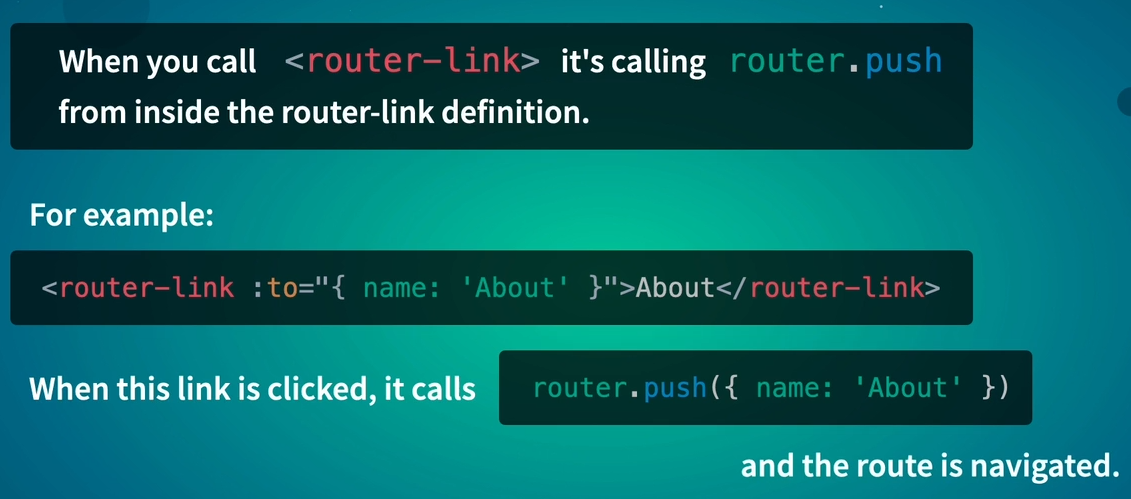 When you call <router-link> it's calling router.push
from inside the router-link definition.
For example:
<router-link :to="{ name: 'About' }">About</router-link>
When this link is clicked, it calls router.push({ name: 'About' })
and the route is navigated.